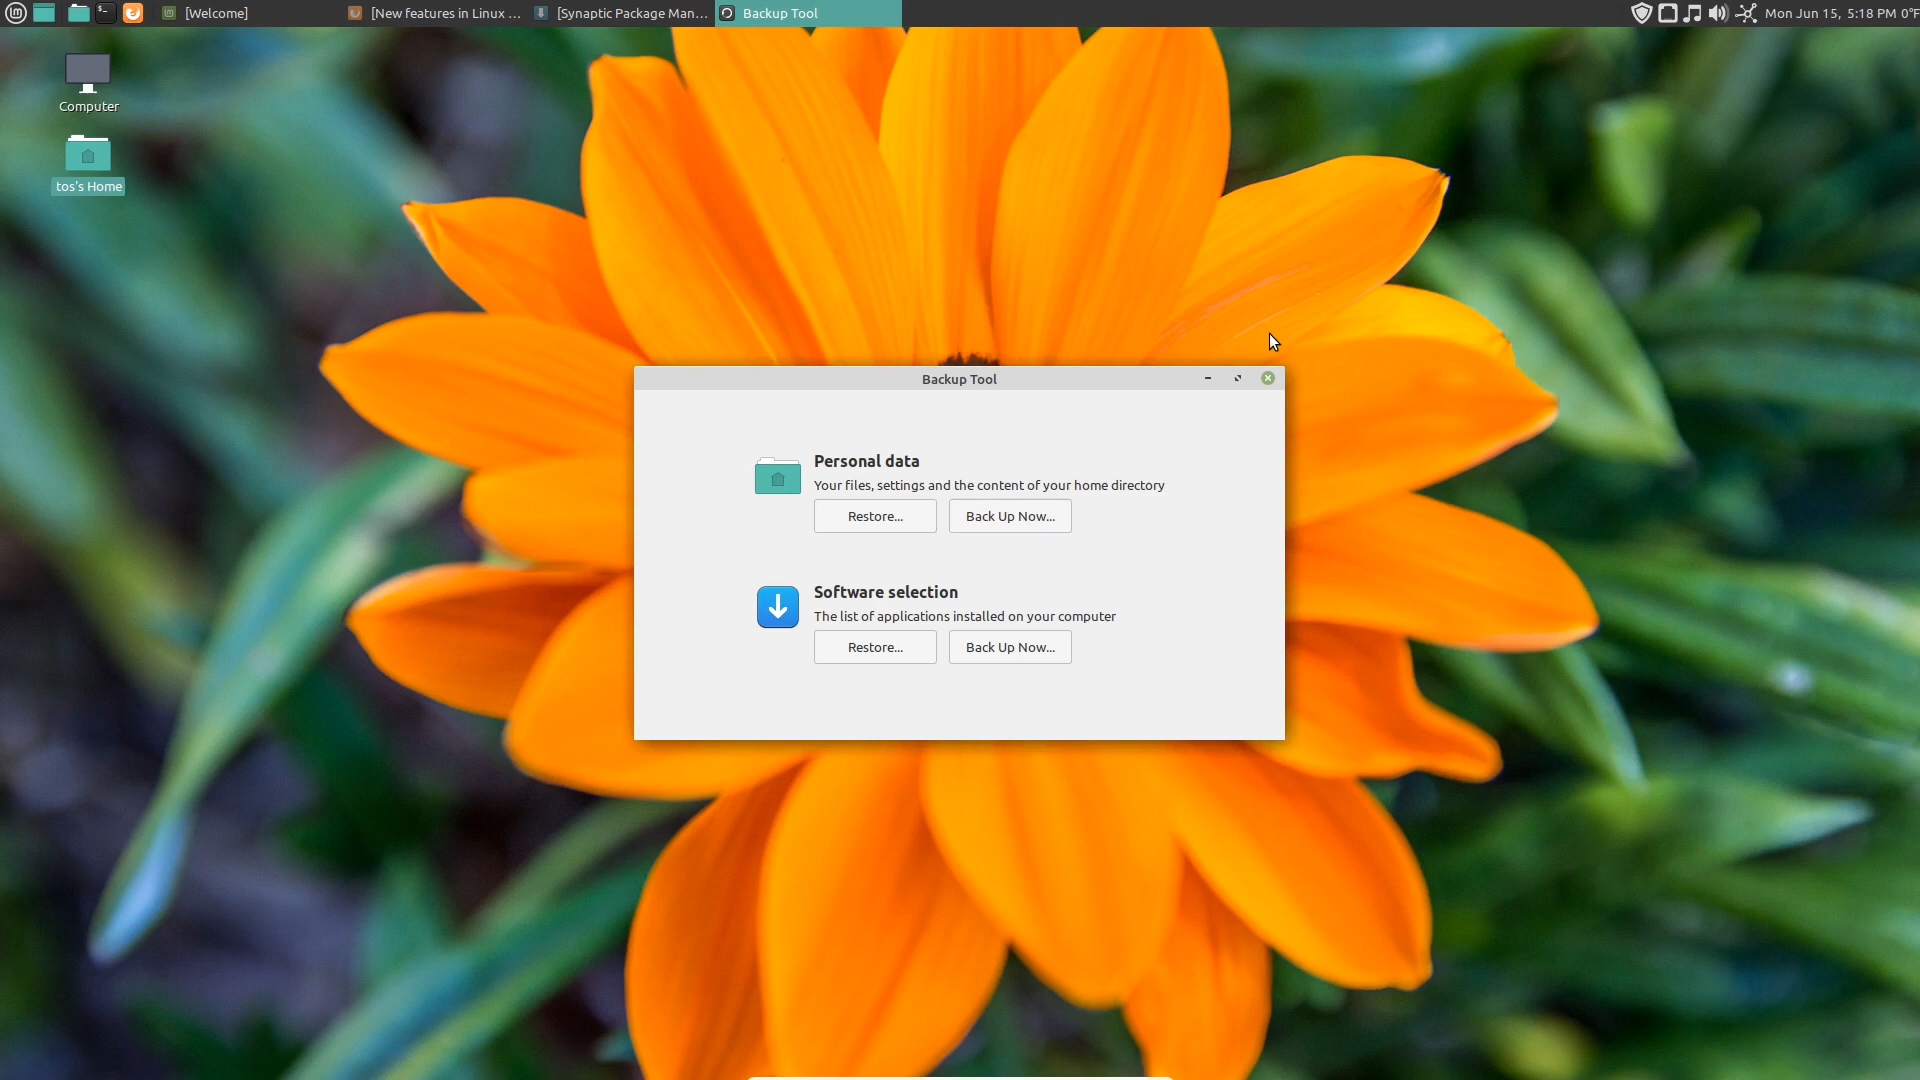 [Welcome]
[New features in Linux ...
[Synaptic Package Man...
Backup Tool
Mon Jun 15, 5:18 PM 0°F
Computer
tos's Home
Backup Tool
Personal data
Your files, settings and the content of your home directory
Restore...
Back Up Now...
Software selection
The list of applications installed on your computer
Restore...
Back Up Now...